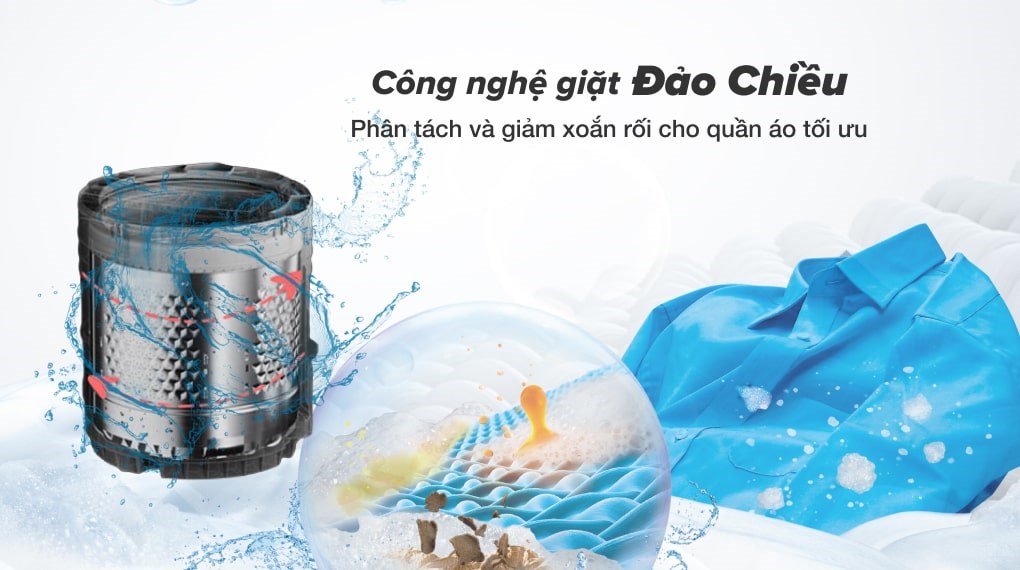 Công nghệ giặt Đảo Chiều
Phân tách và giảm xoắn rối cho quần áo tối ưu